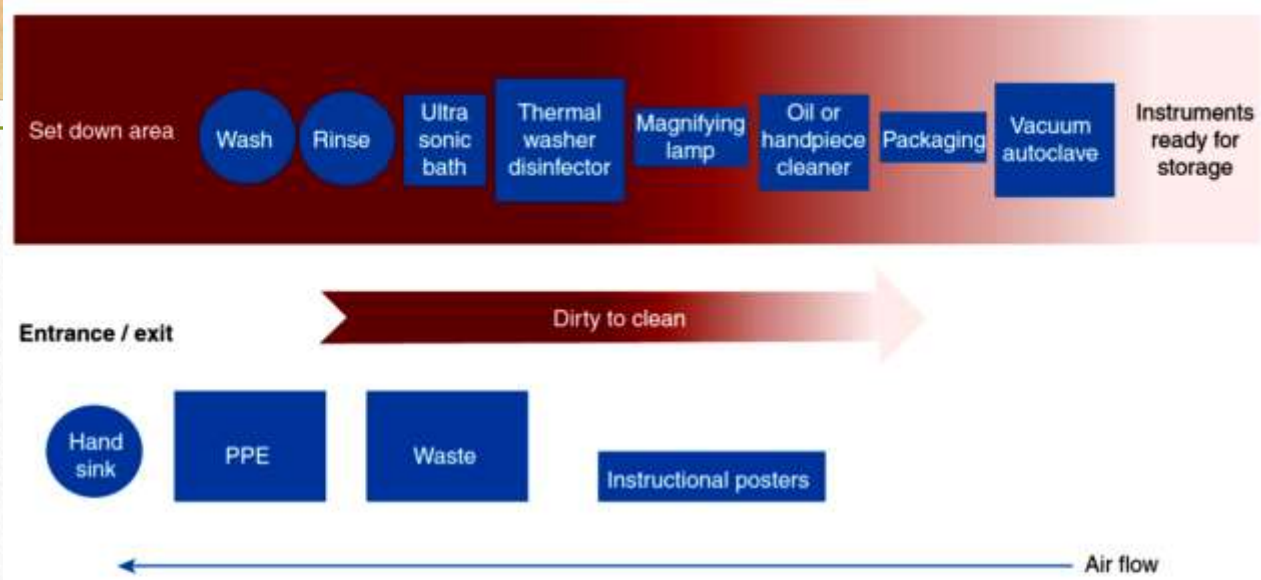 Set down area
Wash
Rinse
Ultra
sonic
bath
Thermal
washer
disinfector
Magnifying
lamp
Oil or
handpiece
cleaner
Packaging
Vacuum
autoclave
Instruments
ready for
storage
Dirty to clean
Entrance / exit
Hand
sink
PPE
Waste
Instructional posters
Air flow